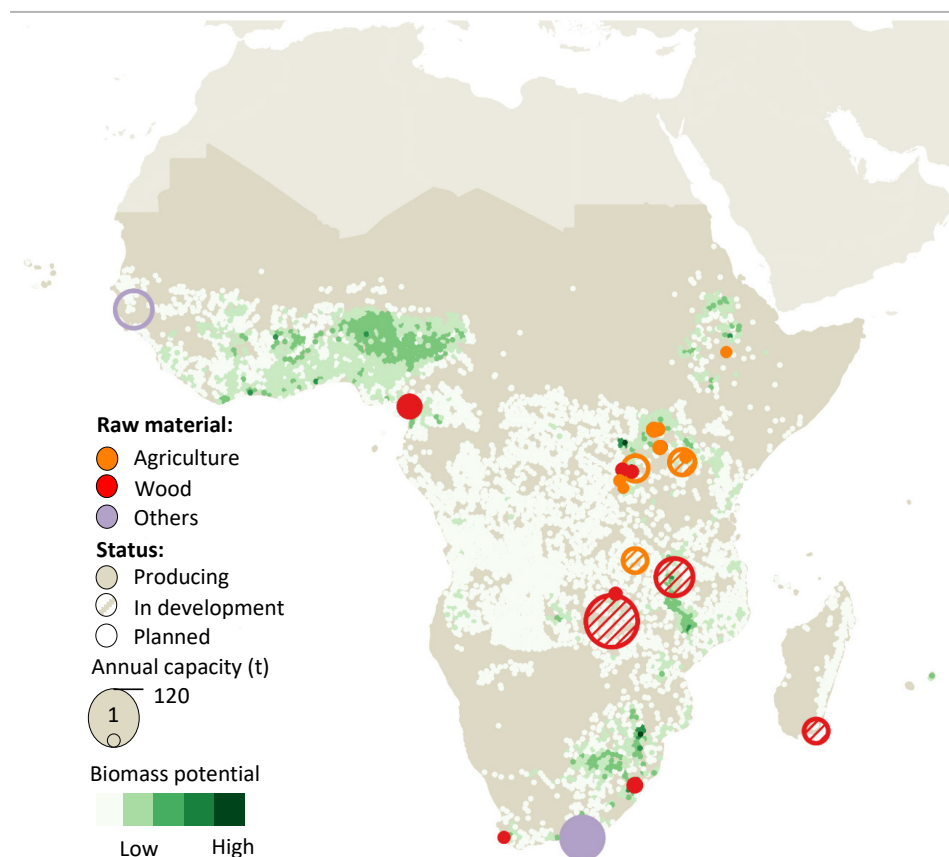 Raw material:
Agriculture
Wood
Others
Status:
Producing
In development
Planned
Annual capacity (t)
120
1
Biomass potential
Low High